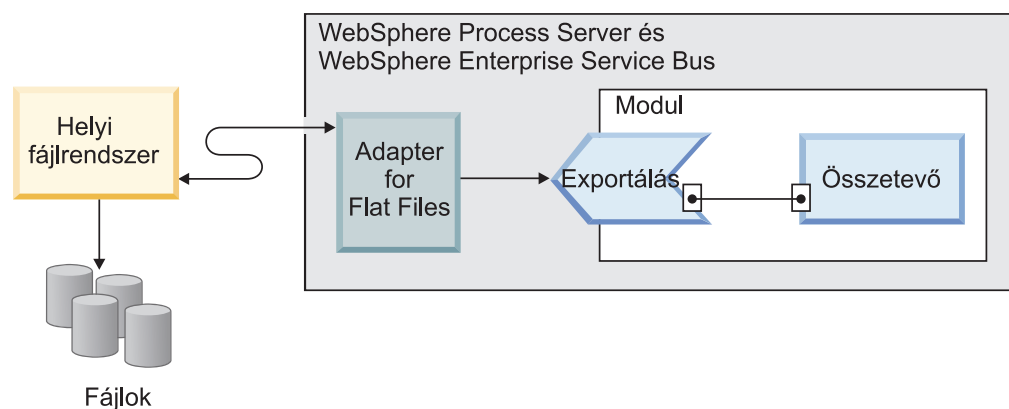 WebSphere Process Server és
WebSphere Enterprise Service Bus
Modul
Helyi
fájlrendszer
Adapter
for
Flat Files
Exportálás
Összetevő
Fájlok